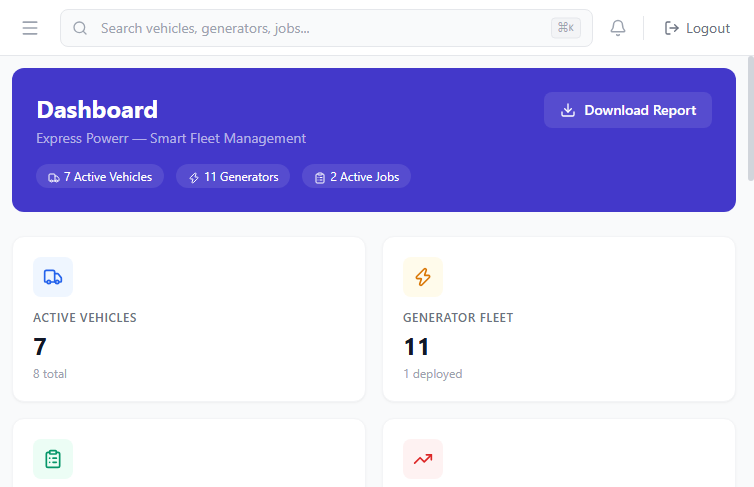 Search vehicles, generators, jobs...
⌘K
Logout
Dashboard
Download Report
Express Powerr — Smart Fleet Management
7 Active Vehicles
11 Generators
2 Active Jobs
ACTIVE VEHICLES
7
8 total
GENERATOR FLEET
11
1 deployed